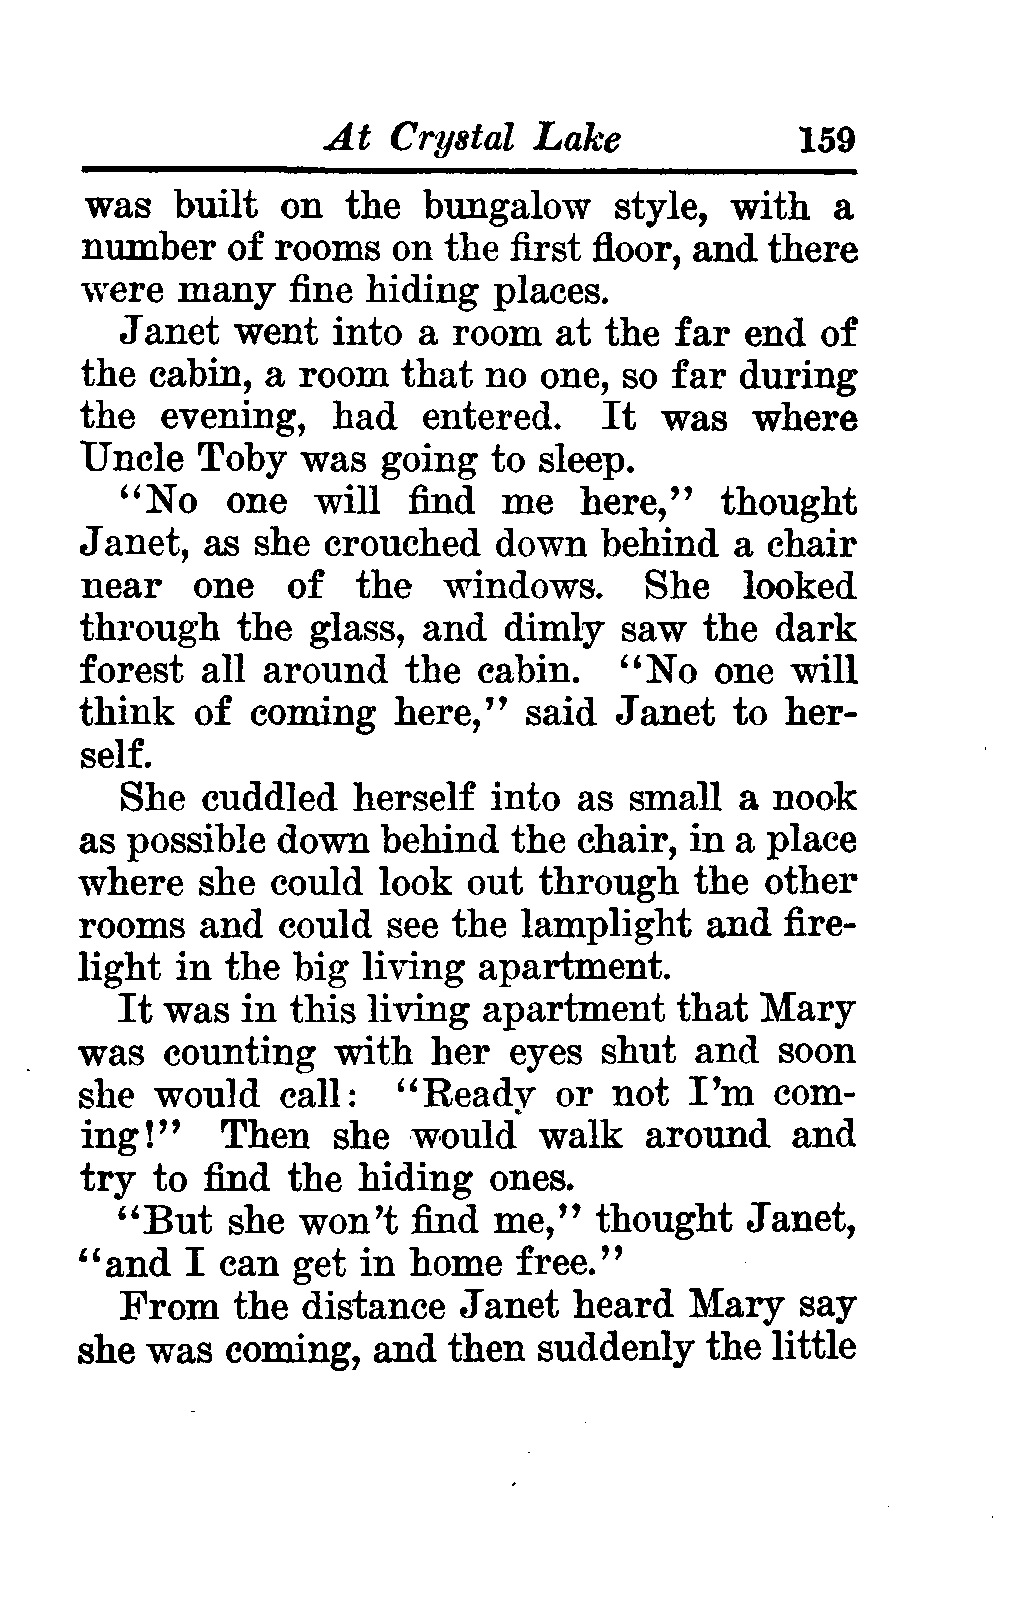 At Crystal Lake 159
was built on the bungalow style, with a
number of rooms on the first floor, and there
were many fine hiding places.
Janet went into a room at the far end of
the cabin, a room that no one, so far during
the evening, had entered. It was where
Uncle Toby was going to sleep.
“No one will find me here,” thought
Janet, as she crouched down behind a chair
near one of the windows. She looked
through the glass, and dimly saw the dark
forest all around the cabin. “No one will
think of coming here,” said Janet to her-
self.
She cuddled herself into as small a nook
as possible down behind the chair, in a place
where she could look out through the other
rooms and could see the lamplight and fire-
light in the big living apartment.
It was in this living apartment that Mary
was counting with her eyes shut and soon
she would call: “Ready or not I’m com-
ing!” Then she would walk around and
try to find the hiding ones.
“But she won’t find me,” thought Janet,
“and I can get in home free.”
From the distance Janet heard Mary say
she was coming, and then suddenly the little